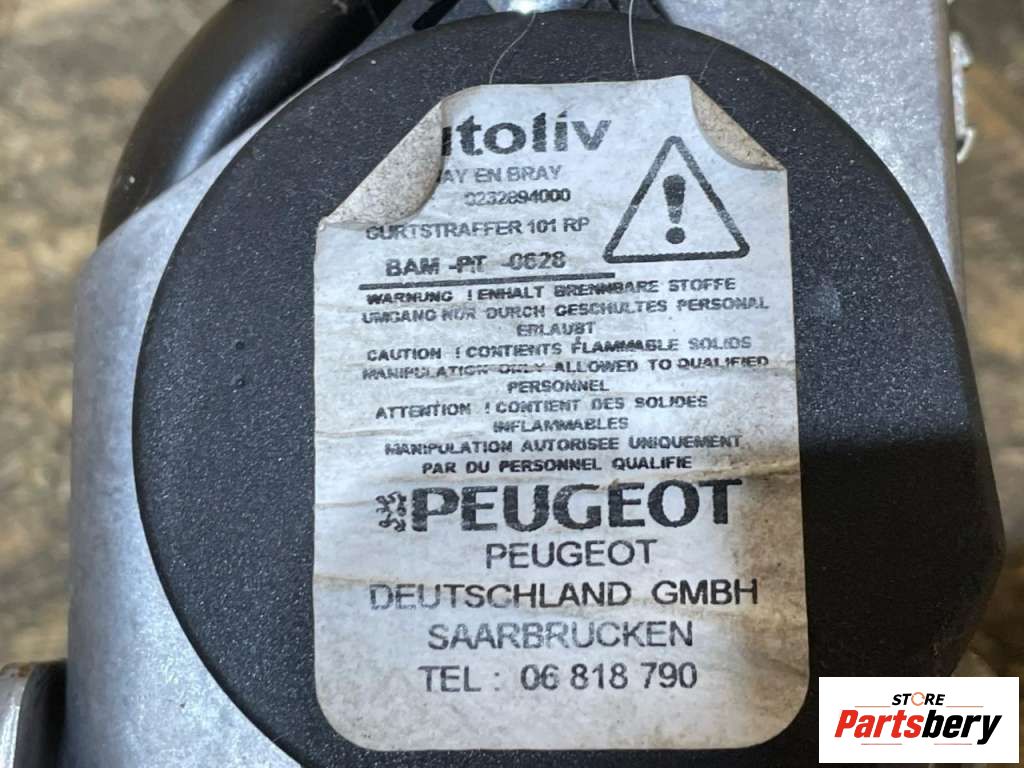 utoliv
AY EN BRAY
0232894000
GURTSTRAFFER 101 RP
BAM -P.T -0628
WARNUNG ! ENHALT BRENNBARE STOFFE
UMGANG NUR DURCH GESCHULTES PERSONAL
ERLAUBT
CAUTION ! CONTIENTS FLAMMABLE SOLIDS
MANIPULATION ONLY ALLOWED TO QUALIFIED
PERSONNEL
ATTENTION ! CONTIENT DES SOLIDES
INFLAMMABLES
MANIPULATION AUTORISEE UNIQUEMENT
PAR DU PERSONNEL QUALIFIE
PEUGEOT
PEUGEOT
DEUTSCHLAND GMBH
SAARBRUCKEN
TEL : 06 818 790
STORE
Partsbery